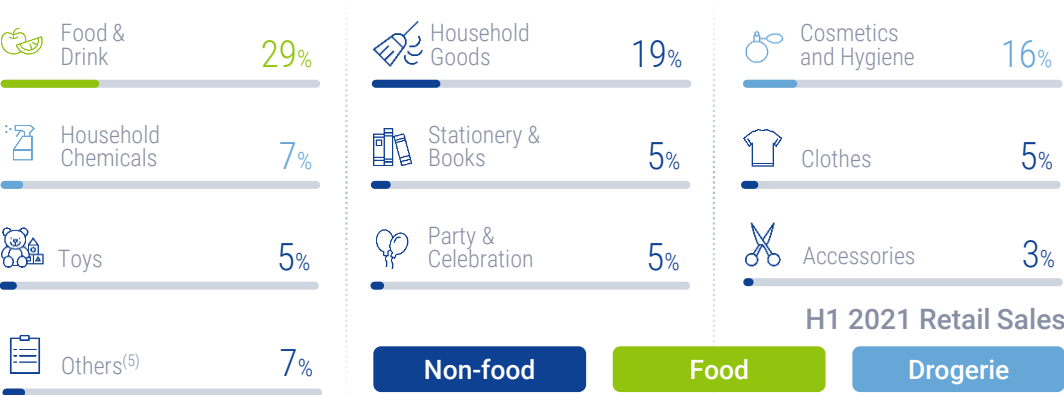 Food &
Drink
29%
Household
Goods
19%
Cosmetics
and Hygiene
16%
Household
Chemicals
7%
Stationery &
Books
5%
Clothes
5%
Toys
5%
Party &
Celebration
5%
Accessories
3%
H1 2021 Retail Sales
Others(5)
7%
Non-food
Food
Drogerie